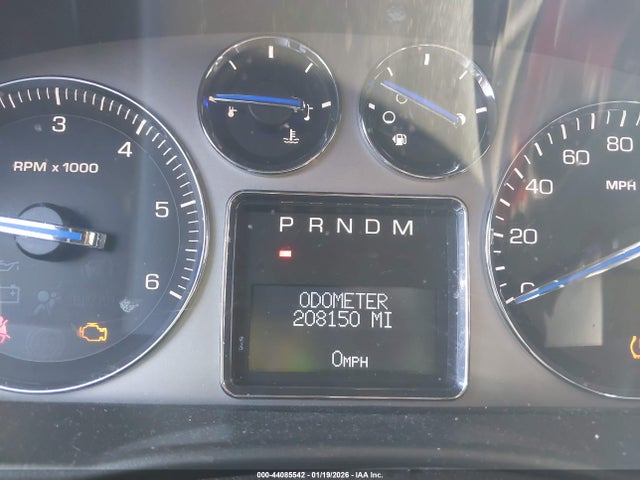 3
4
5
6
RPM x 1000
0
20
40
60
80
MPH
P R N D M
ODOMETER
208150 MI
0MPH
000-44085542 - 01/19/2026 - IAA Inc.